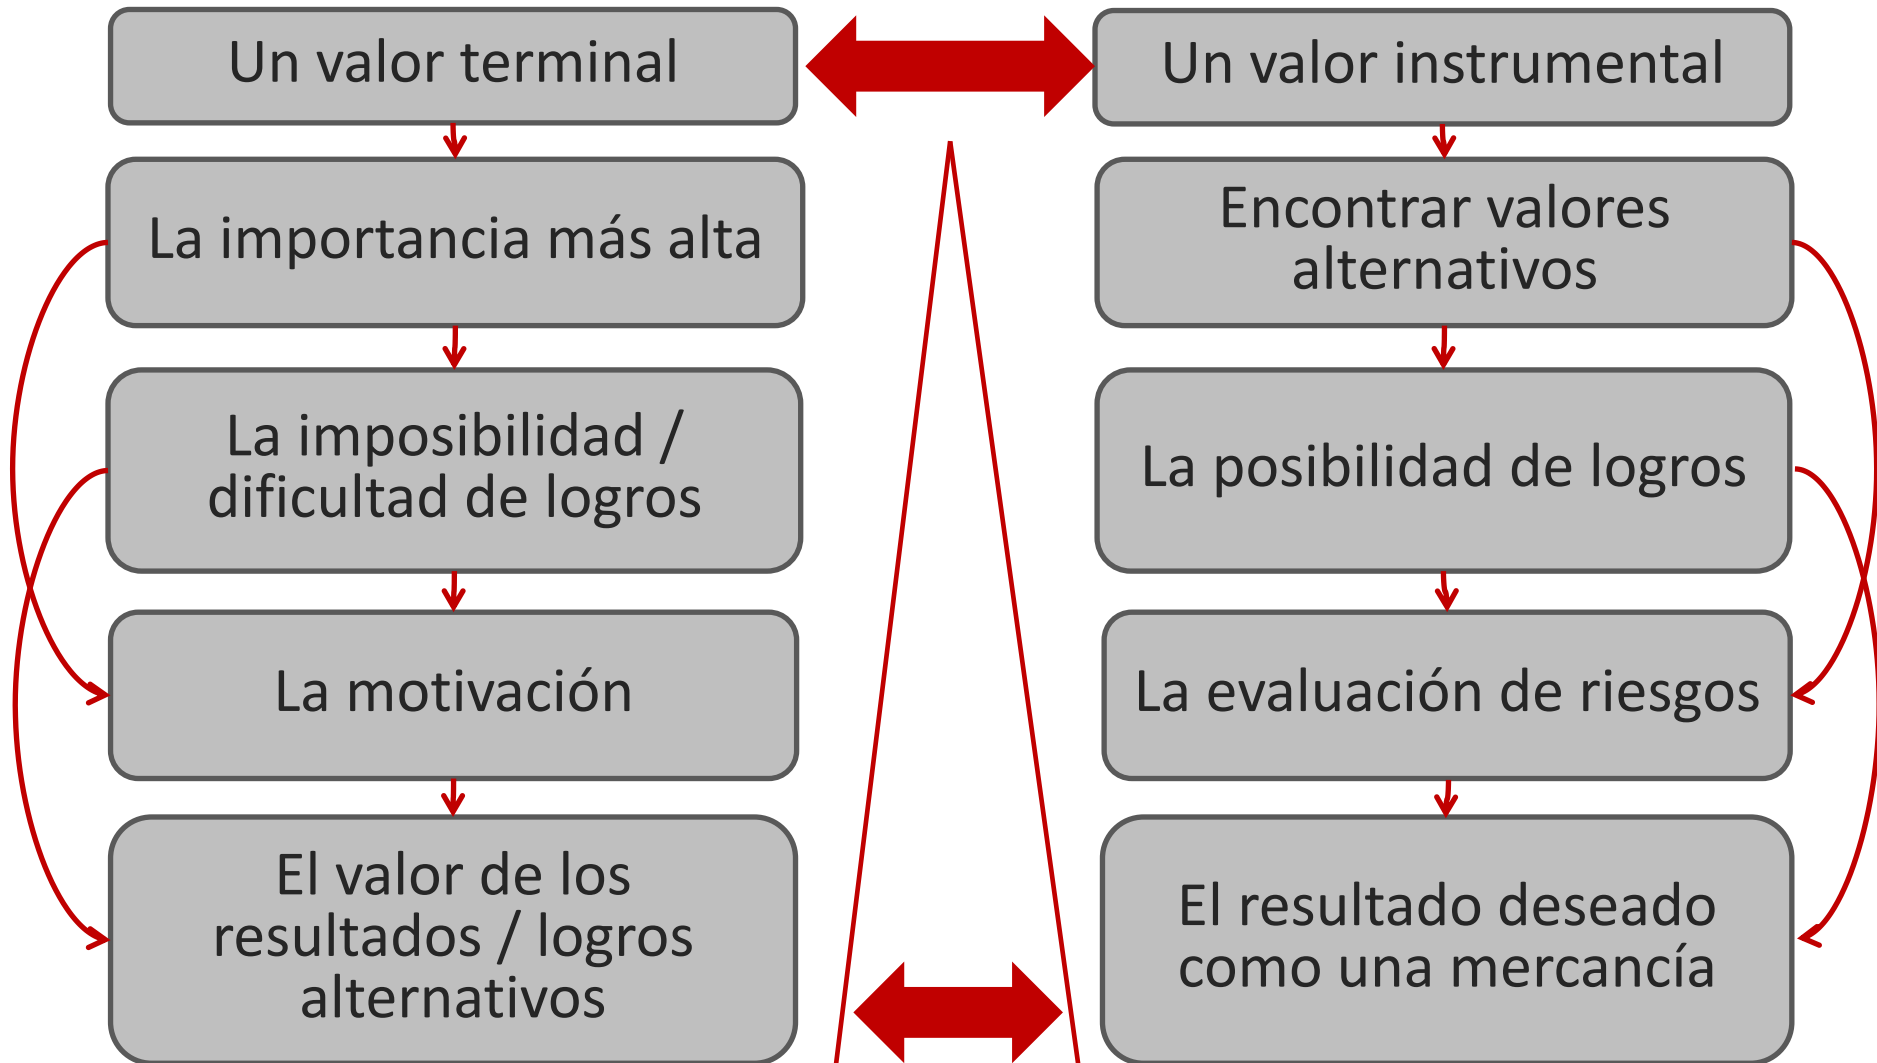 Un valor terminal
La importancia más alta
La imposibilidad /
dificultad de logros
La motivación
El valor de los
resultados / logros
alternativos
Un valor instrumental
Encontrar valores
alternativos
La posibilidad de logros
La evaluación de riesgos
El resultado deseado
como una mercancía